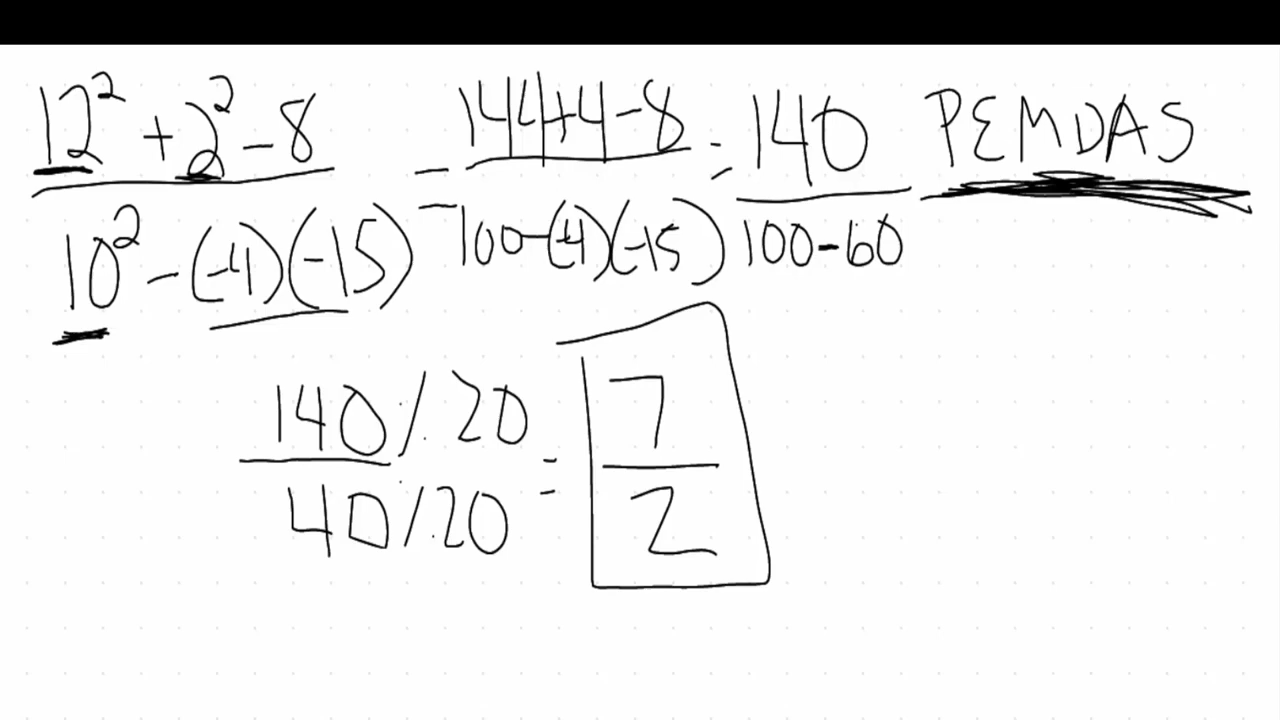 12² + 2² - 8 = 144+4-8 = 140 PEMDAS
10² - (-4)(-15) 100-(-4)(-15) 100-60
140/20 = 7
40/20 2